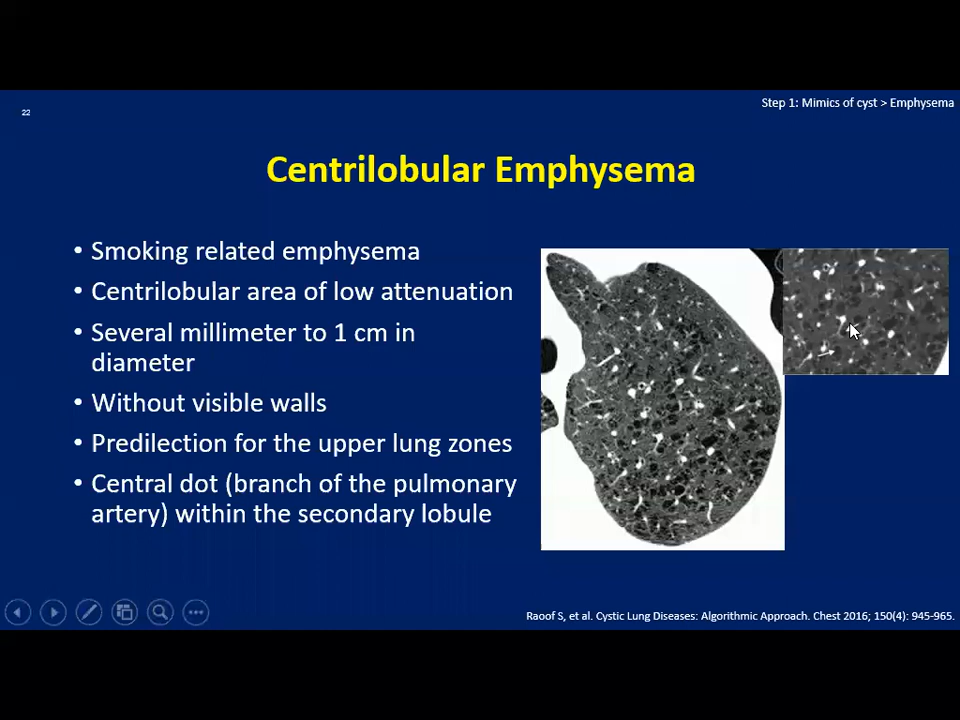 Step 1: Mimics of cyst > Emphysema
22
Centrilobular Emphysema
• Smoking related emphysema
• Centrilobular area of low attenuation
• Several millimeter to 1 cm in
diameter
• Without visible walls
• Predilection for the upper lung zones
• Central dot (branch of the pulmonary
artery) within the secondary lobule
Raoof S, et al. Cystic Lung Diseases: Algorithmic Approach. Chest 2016; 150(4): 945-965.